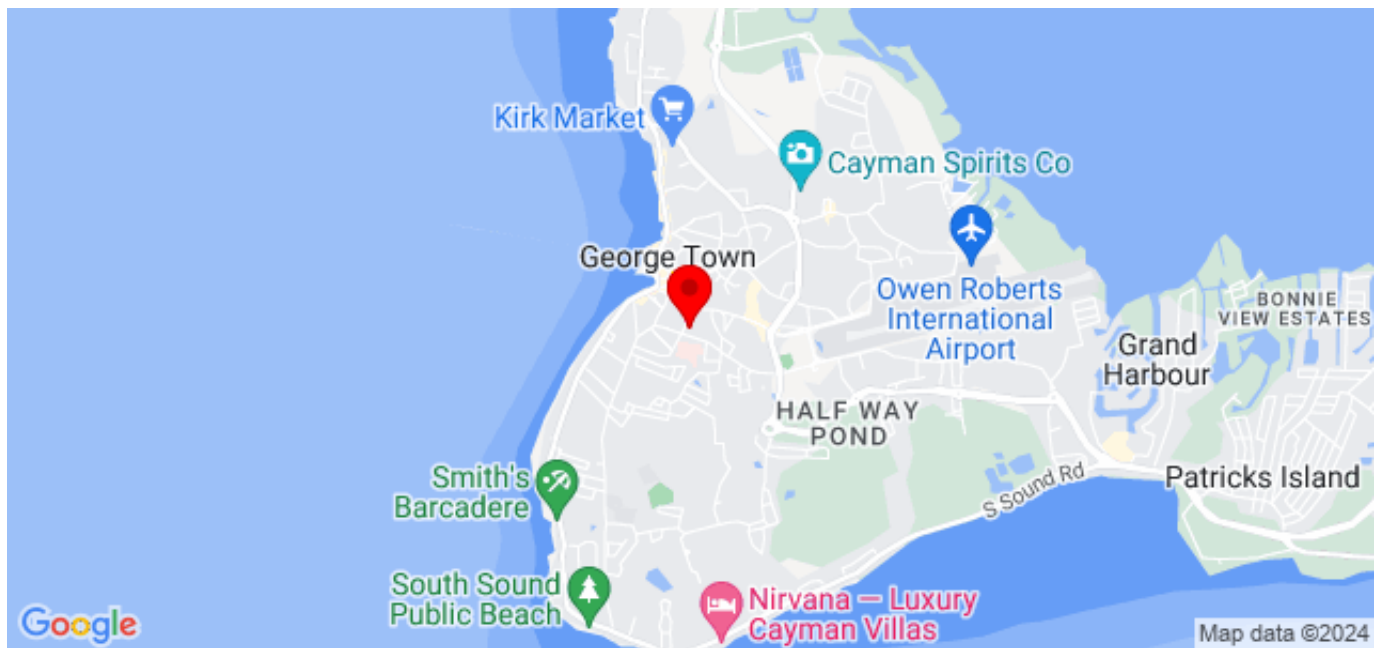 Kirk Market
Cayman Spirits Co
George Town
Owen Roberts
International
Airport
BONNIE
VIEW ESTATES
Grand
Harbour
HALF WAY
POND
Smith's
Barcadere
S Sound Rd
Patricks Island
South Sound
Public Beach
Nirvana — Luxury
Cayman Villas
Google
Map data ©2024